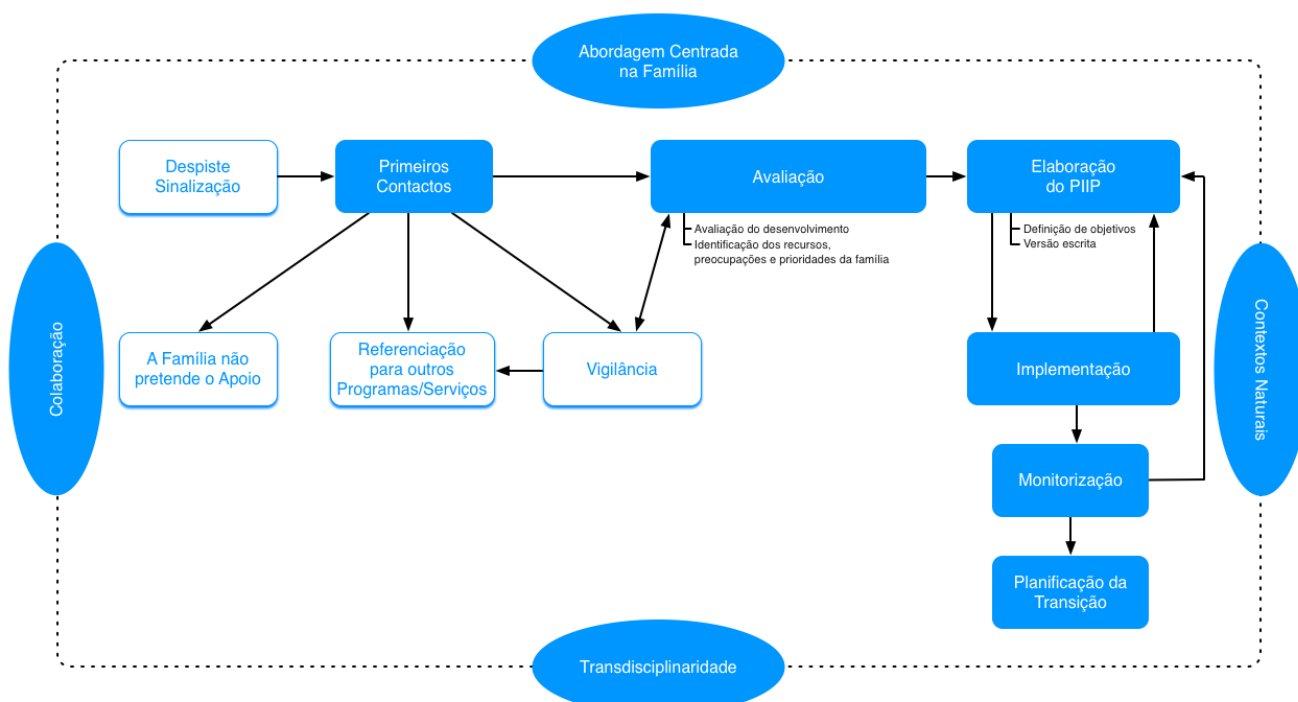 Abordagem Centrada
na Família
Despiste
Sinalização
Primeiros
Contactos
Avaliação
Elaboração
do PIIP
Avaliação do desenvolvimento
Identificação dos recursos,
preocupações e prioridades da família
Definição de objetivos
Versão escrita
Colaboração
A Família não
pretende o Apoio
Referenciação
para outros
Programas/Serviços
Vigilância
Implementação
Contextos Naturais
Monitorização
Planificação da
Transição
Transdisciplinaridade